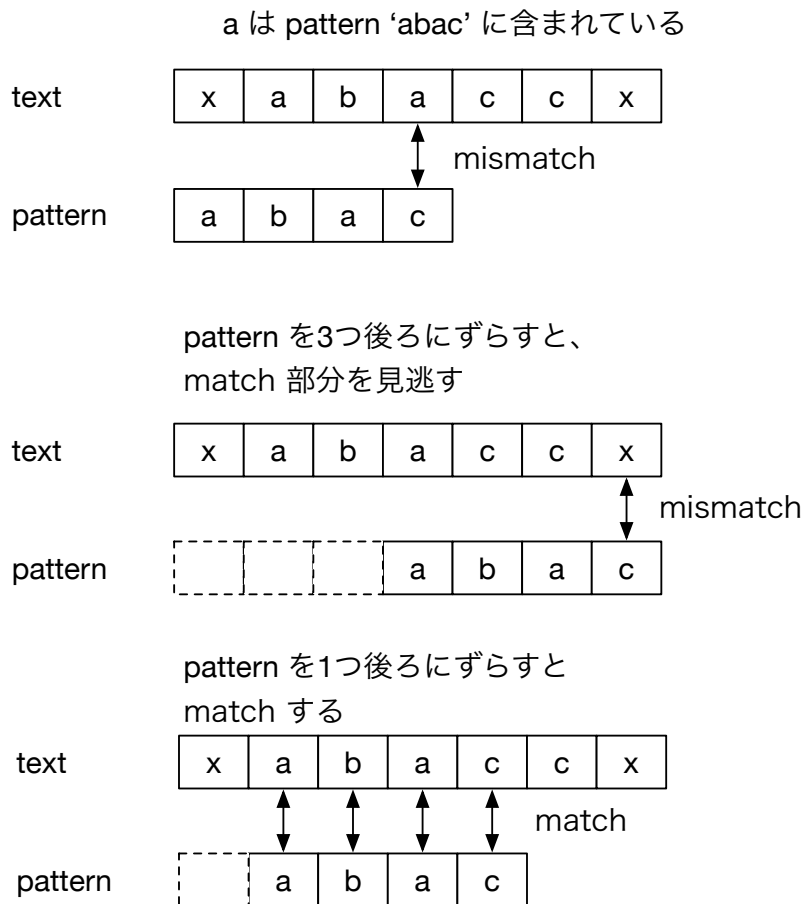 a は pattern ‘abac’ に含まれている
text x a b a c c x
mismatch
pattern a b a c
pattern を3つ後ろにずらすと、
match 部分を見逃す
text x a b a c c x
mismatch
pattern a b a c
pattern を1つ後ろにずらすと
match する
text x a b a c c x
match
pattern a b a c